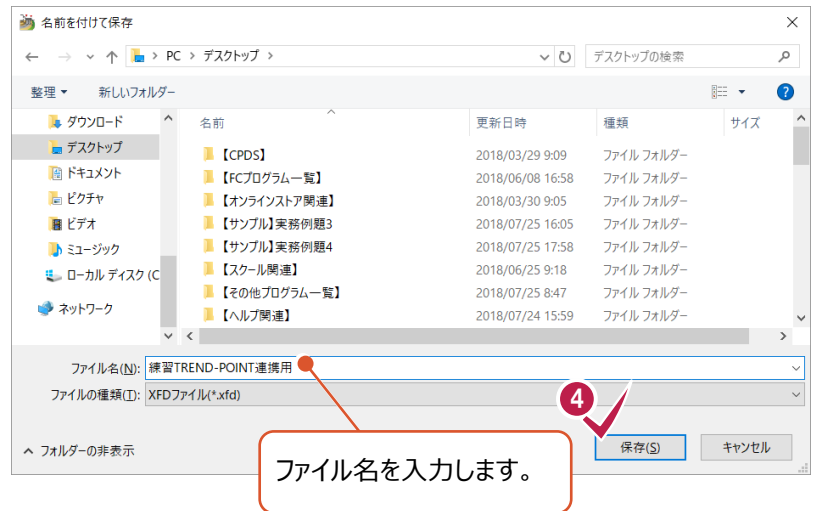 名前を付けて保存
PC > デスクトップ >
デスクトップの検索
整理
新しいフォルダー
ダウンロード
デスクトップ
ドキュメント
ピクチャ
ビデオ
ミュージック
ローカル ディスク (C
ネットワーク
名前 更新日時 種類 サイズ
【CPDS】 2018/03/29 9:09 ファイル フォルダー
【FCプログラム一覧】 2018/06/08 16:58 ファイル フォルダー
【オンラインストア関連】 2018/03/30 9:05 ファイル フォルダー
【サンプル】実務例題3 2018/07/25 16:05 ファイル フォルダー
【サンプル】実務例題4 2018/07/25 17:58 ファイル フォルダー
【スクール関連】 2018/06/25 9:18 ファイル フォルダー
【その他プログラム一覧】 2018/07/25 8:47 ファイル フォルダー
【ヘルプ関連】 2018/07/24 15:59 ファイル フォルダー
ファイル名(N): 練習TREND-POINT連携用
ファイルの種類(T): XFDファイル(*.xfd)
4
フォルダーの非表示
保存(S)
キャンセル
ファイル名を入力します。